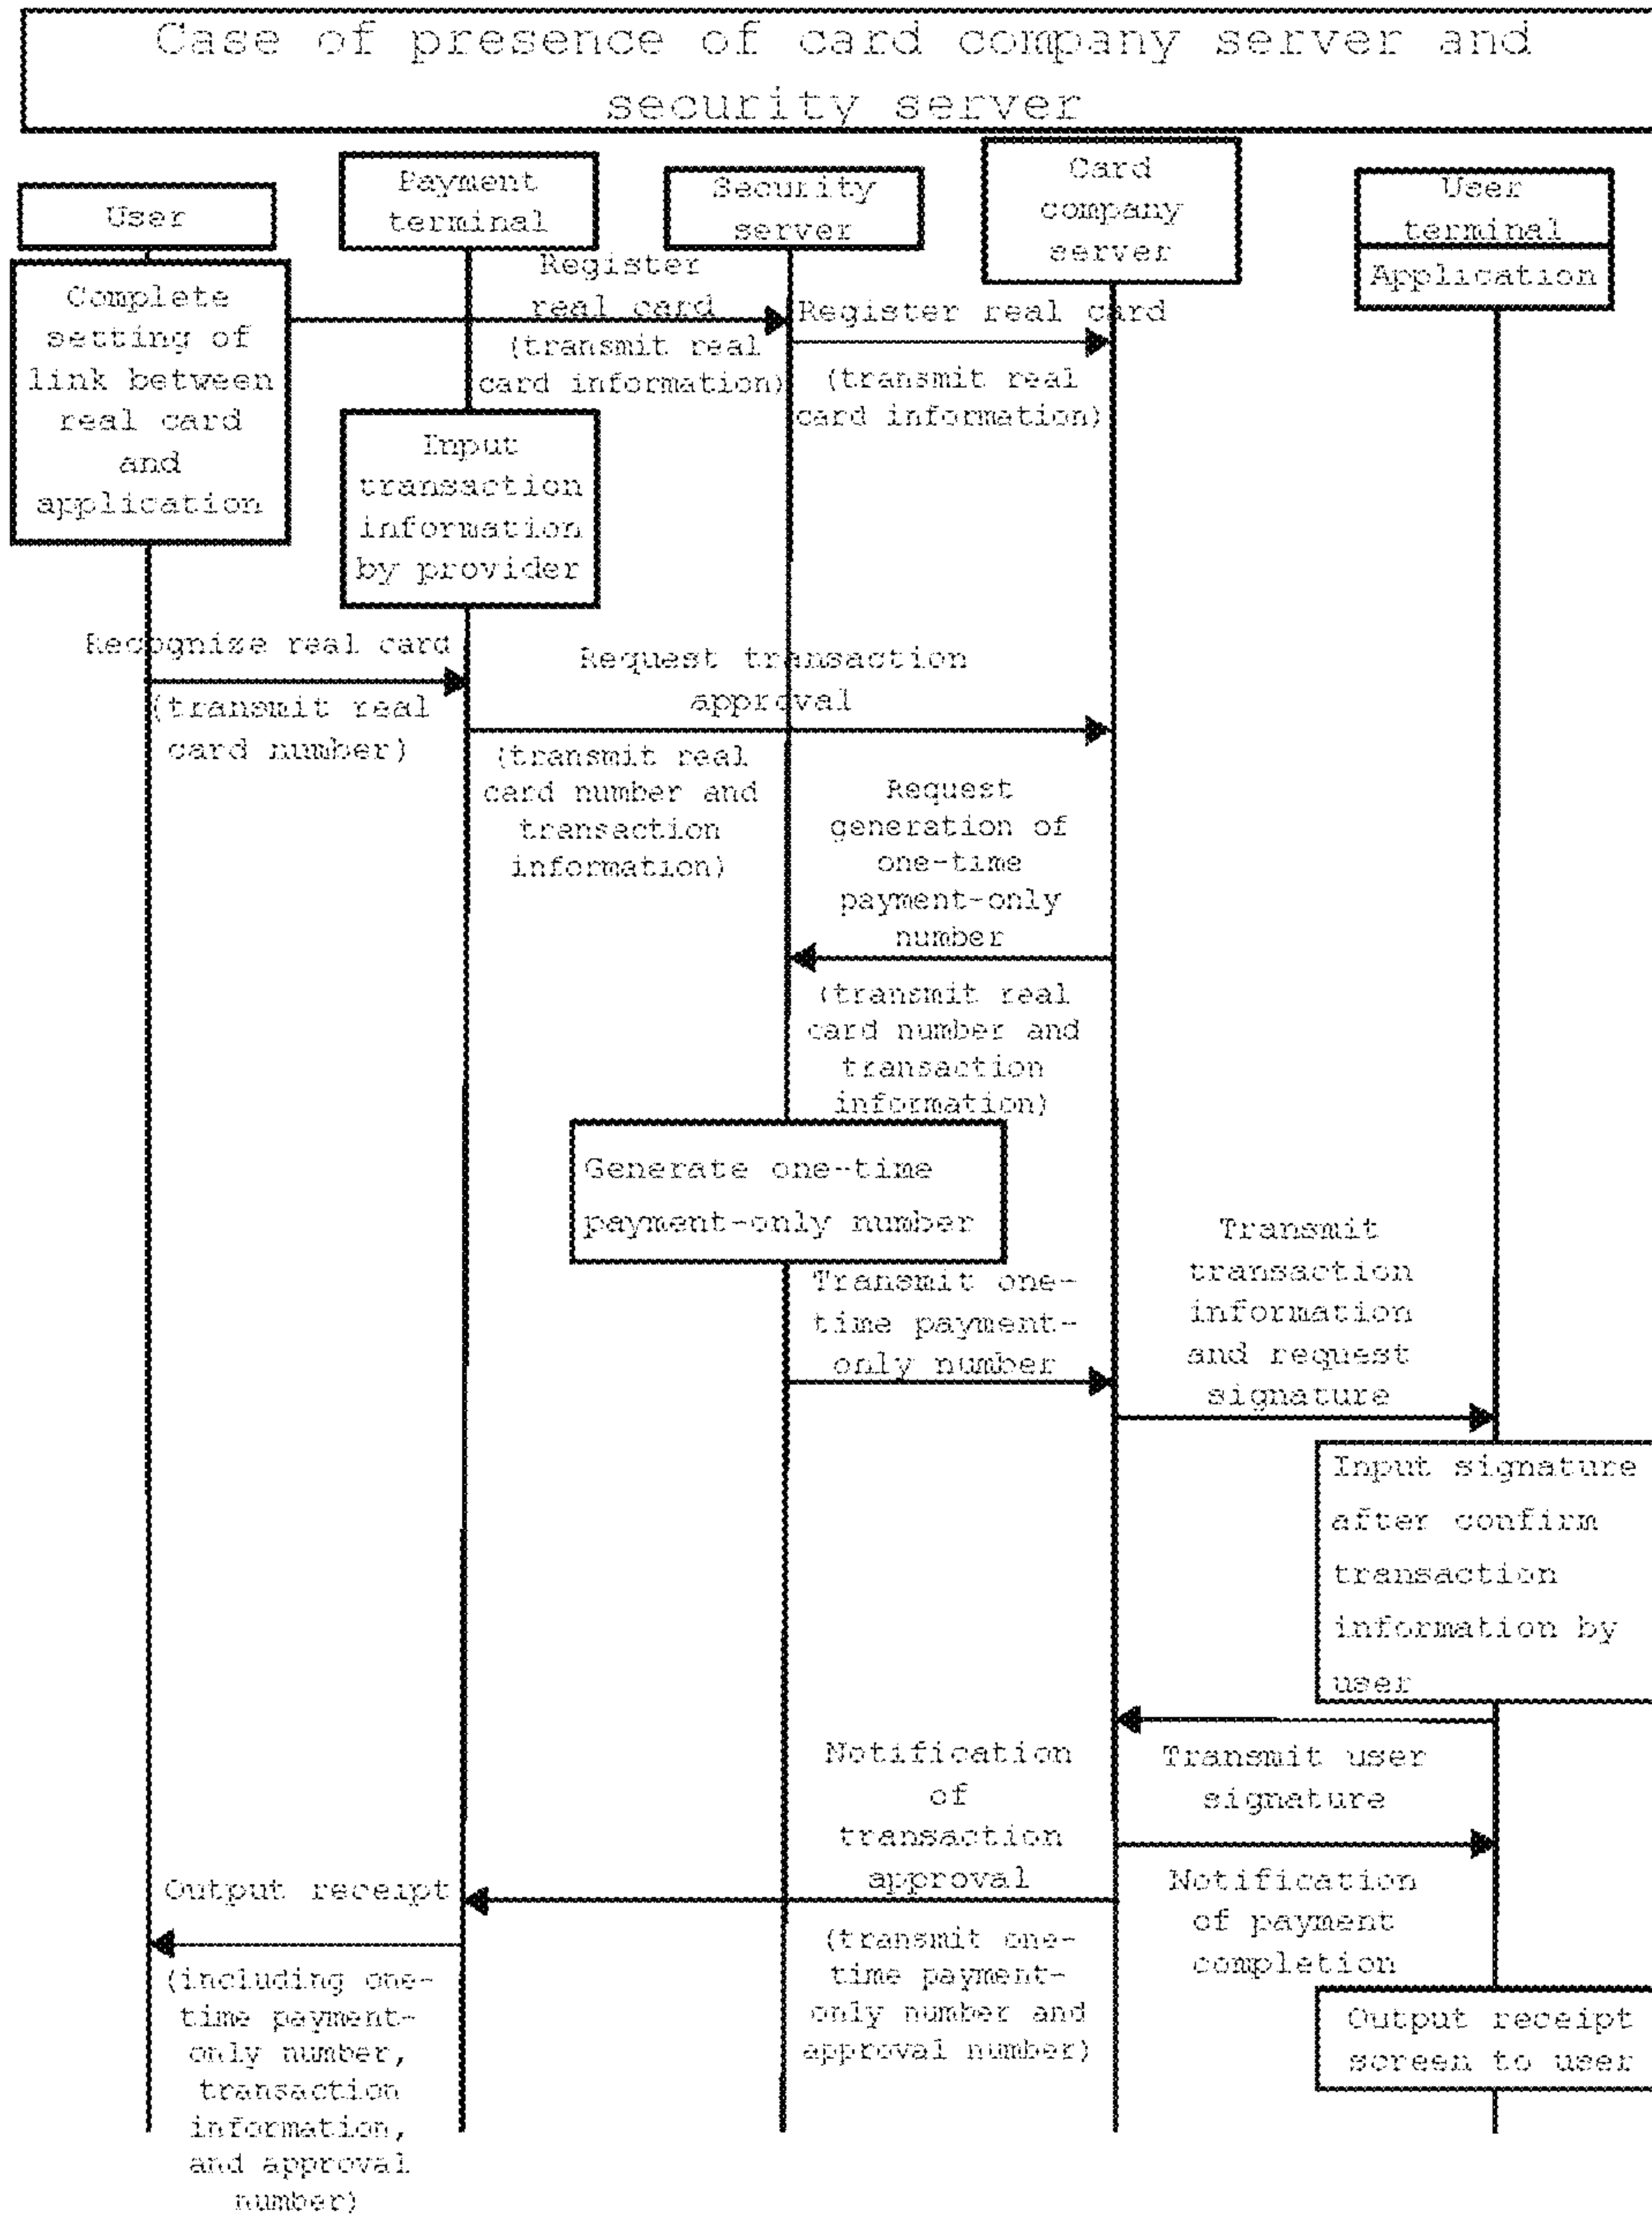 Case of presence of card company server and
security server
User
Payment
terminal
Security
server
Card
company
server
User
terminal
Application
Complete
setting of
link between
real card
and
application
Register
real card
(transmit real
card information)
Register real card
(transmit real
card information)
Input
transaction
information
by provider
Recognize real card
(transmit real
card number)
Request transaction
approval
(transmit real
card number and
transaction
information)
Request
generation of
one-time
payment-only
number
(transmit real
card number and
transaction
information)
Generate one-time
payment-only number
Transmit one-
time payment-
only number
Transmit
transaction
information
and request
signature
Input signature
after confirm
transaction
information by
user
Transmit user
signature
Notification
of
transaction
approval
(transmit one-
time payment-
only number and
approval number)
Notification
of payment
completion
Output receipt
(including one-
time payment-
only number,
transaction
information,
and approval
number)
Output receipt
screen to user